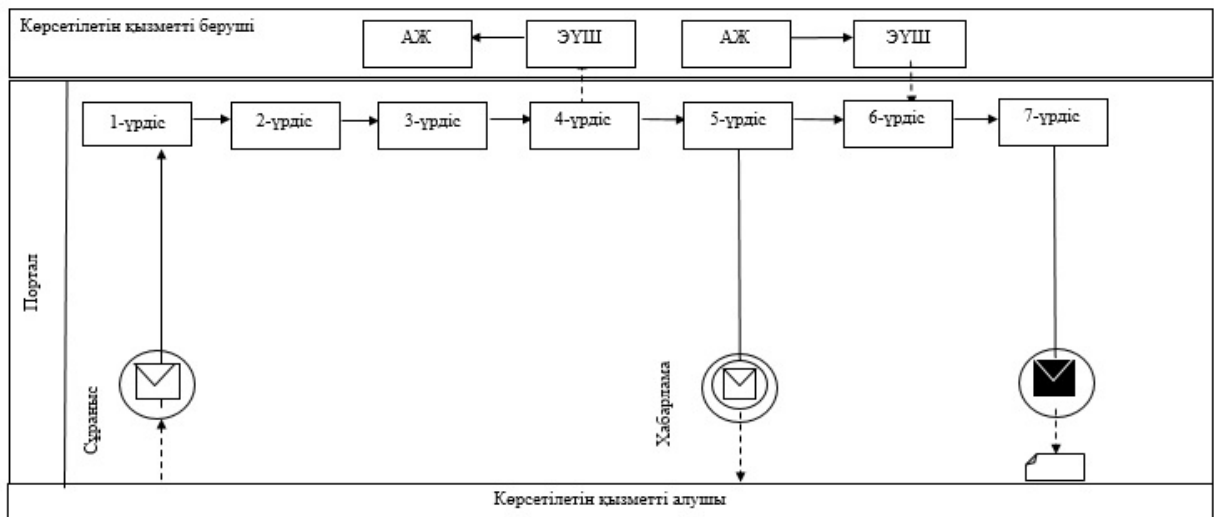 Көрсетілетін қызметті беруші
АЖ
ЭҮШ
АЖ
ЭҮШ
Портал
1-үрдіс
2-үрдіс
3-үрдіс
4-үрдіс
5-үрдіс
6-үрдіс
7-үрдіс
Сұраныс
Хабарлама
Көрсетілетін қызметті алушы